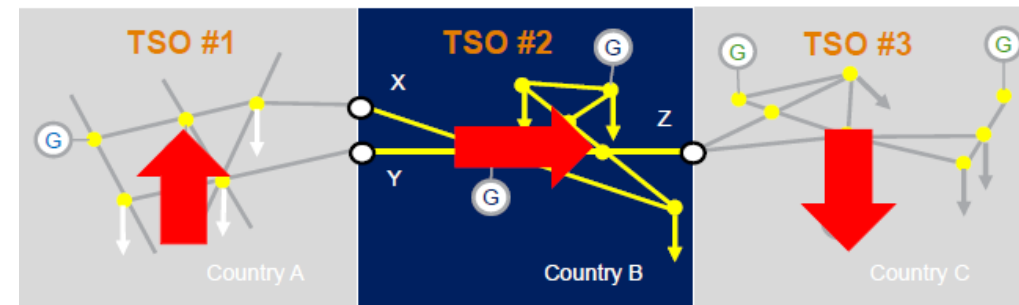 TSO #1
TSO #2
TSO #3
G
G
G
G
G
X
Y
Z
Country A
Country B
Country C